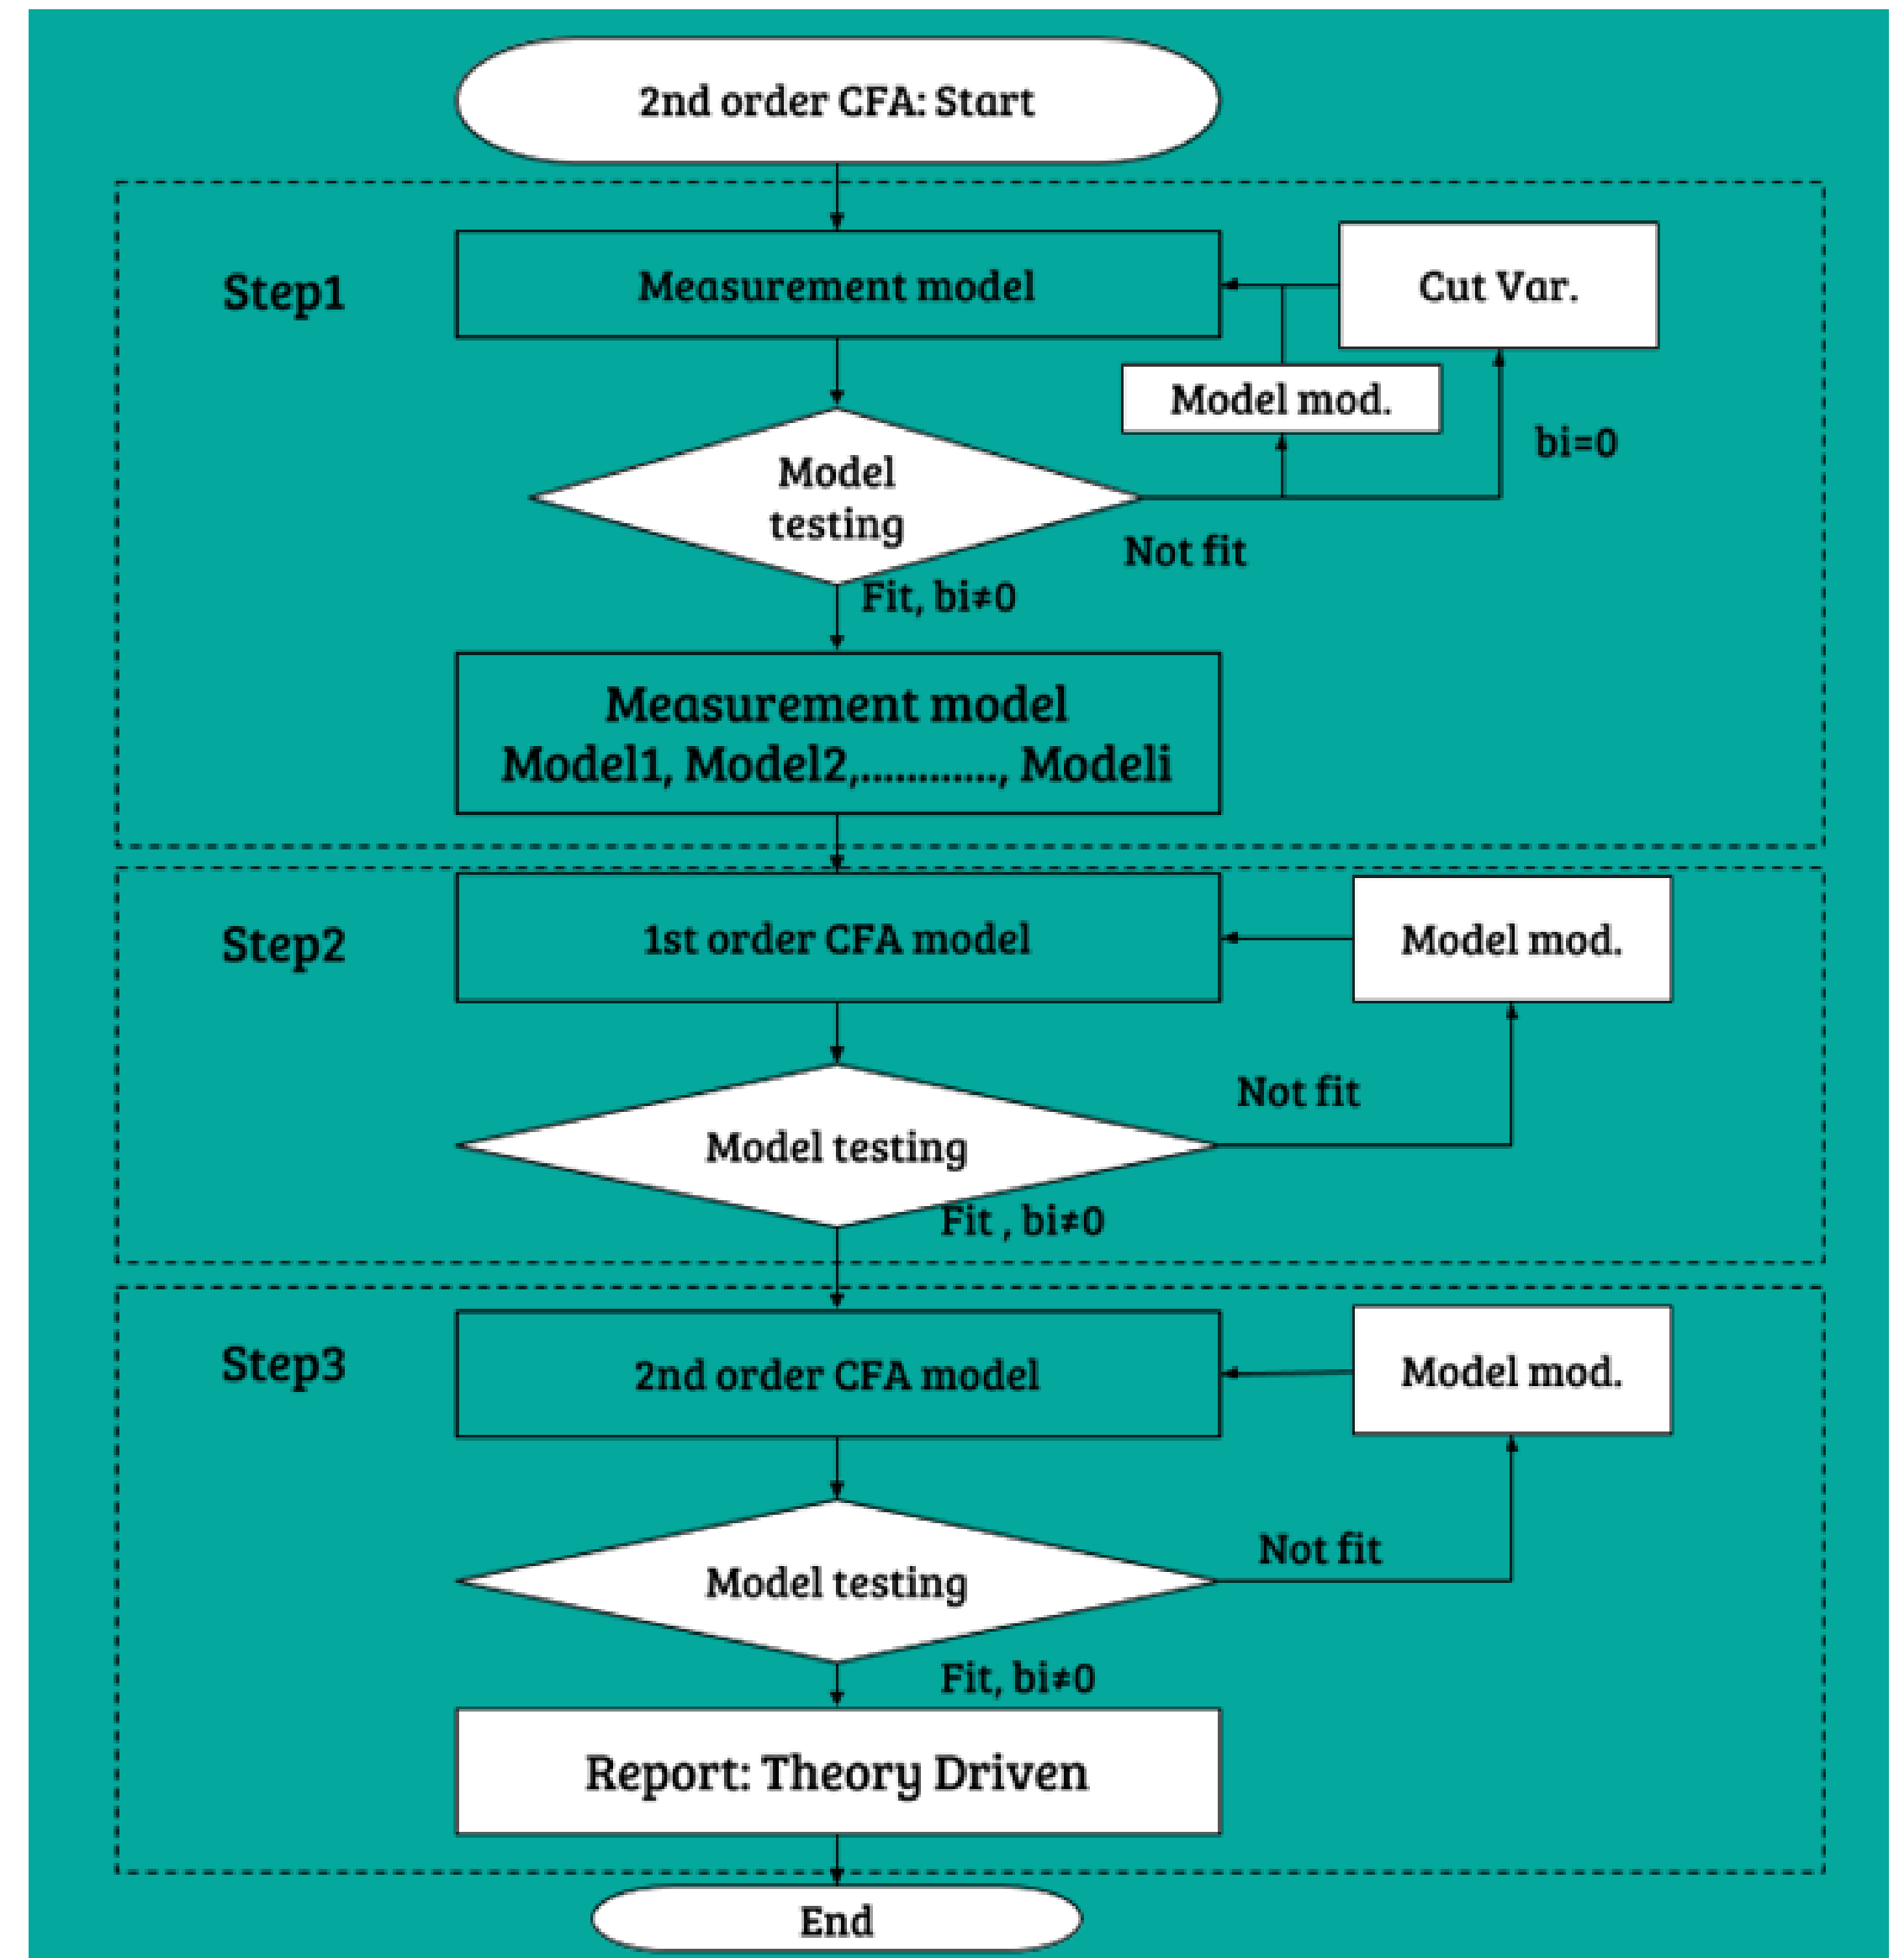 2nd order CFA: Start
Step1
Measurement model
Cut Var.
Model mod.
bi=0
Model
testing
Not fit
Fit, bi≠0
Measurement model
Model1, Model2,............, Modeli
Step2
1st order CFA model
Model mod.
Not fit
Model testing
Fit , bi≠0
Step3
2nd order CFA model
Model mod.
Not fit
Model testing
Fit, bi≠0
Report: Theory Driven
End